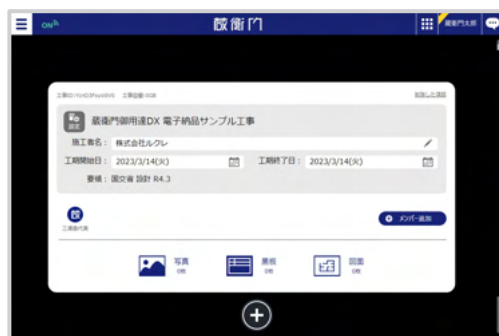 ON
蔵衛門
蔵衛門太郎
蔵衛門御用達DX 電子納品サンプル工事
設定
施工者名： 株式会社ルクレ
工期開始日： 2023/3/14(火) 工期終了日： 2023/3/14(火)
要領： 国交省 設計 R4.3
蔵
メンバー追加
写真 黒板 図面
0枚 0枚 0枚